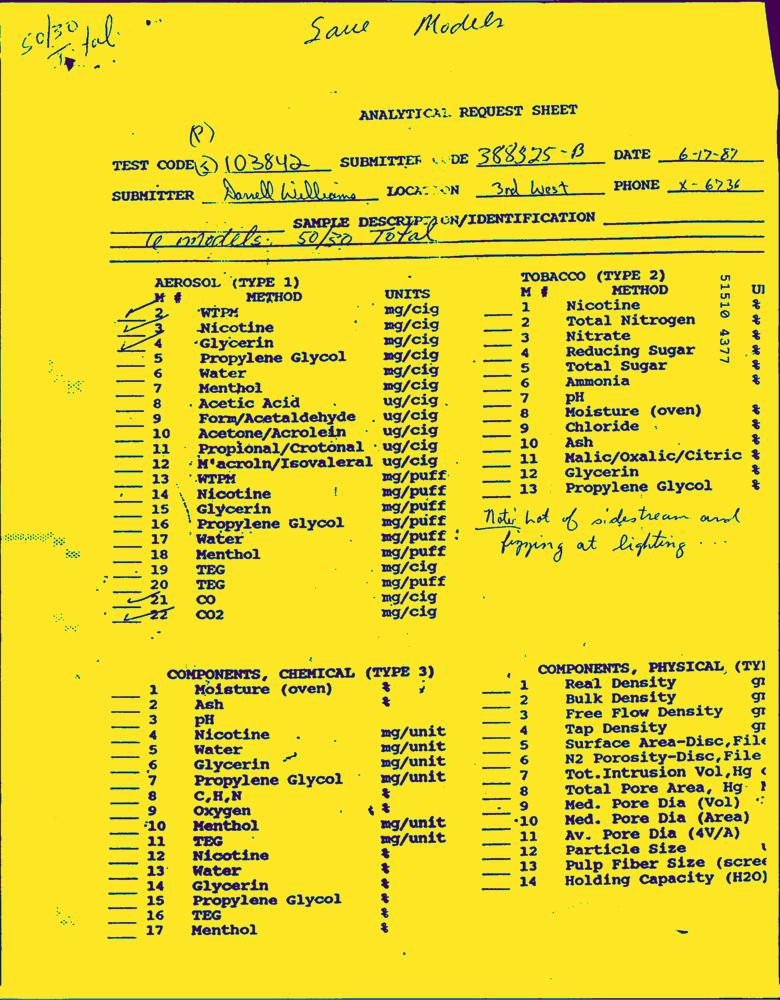 50/30
Total
Save Models
ANALYTICAL REQUEST SHEET
(P)
TEST CODE 103842 SUBMITTER CODE 388325-B DATE 6-17-87
SUBMITTER Darrell Williams LOCATION 3rd West PHONE X-6736
SAMPLE DESCRIPTION/IDENTIFICATION
6 models: 50/30 Total
AEROSOL (TYPE 1)
M # METHOD UNITS
2 WTPM mg/cig
3 Nicotine mg/cig
4 Glycerin mg/cig
5 Propylene Glycol mg/cig
6 Water mg/cig
7 Menthol mg/cig
8 Acetic Acid ug/cig
9 Form/Acetaldehyde ug/cig
10 Acetone/Acrolein ug/cig
11 Propional/Crotonal ug/cig
12 M'acroln/Isovaleral ug/cig
13 WTPM mg/puff
14 Nicotine mg/puff
15 Glycerin mg/puff
16 Propylene Glycol mg/puff
17 Water mg/puff
18 Menthol mg/puff
19 TEG mg/cig
20 TEG mg/puff
21 CO mg/cig
22 CO2 mg/cig
TOBACCO (TYPE 2)
M # METHOD UI
1 Nicotine %
2 Total Nitrogen %
3 Nitrate %
4 Reducing Sugar %
5 Total Sugar %
6 Ammonia %
7 pH
8 Moisture (oven) %
9 Chloride %
10 Ash %
11 Malic/Oxalic/Citric %
12 Glycerin %
13 Propylene Glycol %
51510 4377
Note: hot of sidestream and
fizzing at lighting ...
COMPONENTS, CHEMICAL (TYPE 3)
1 Moisture (oven) %
2 Ash %
3 pH
4 Nicotine mg/unit
5 Water mg/unit
6 Glycerin mg/unit
7 Propylene Glycol mg/unit
8 C,H,N %
9 Oxygen %
10 Menthol mg/unit
11 TEG mg/unit
12 Nicotine %
13 Water %
14 Glycerin %
15 Propylene Glycol %
16 TEG %
17 Menthol %
COMPONENTS, PHYSICAL (TYI
1 Real Density gr
2 Bulk Density gr
3 Free Flow Density gr
4 Tap Density gr
5 Surface Area-Disc,File
6 N2 Porosity-Disc,File
7 Tot.Intrusion Vol,Hg c
8 Total Pore Area, Hg M
9 Med. Pore Dia (Vol)
10 Med. Pore Dia (Area)
11 Av. Pore Dia (4V/A)
12 Particle Size u
13 Pulp Fiber Size (scree
14 Holding Capacity (H2O)